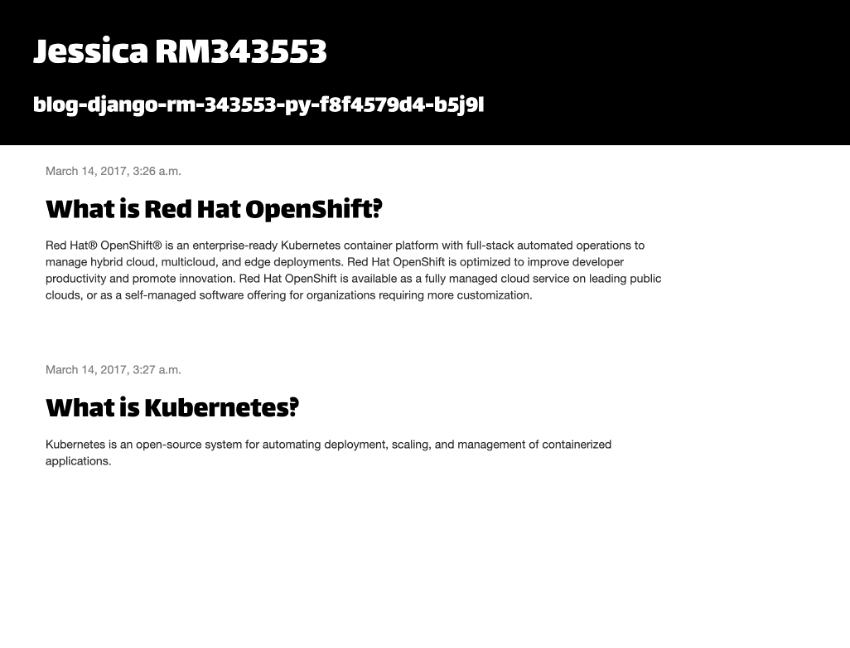 Jessica RM343553
blog-django-rm-343553-py-f8f4579d4-b5j9l
March 14, 2017, 3:26 a.m.
What is Red Hat OpenShift?
Red Hat® OpenShift® is an enterprise-ready Kubernetes container platform with full-stack automated operations to
manage hybrid cloud, multicloud, and edge deployments. Red Hat OpenShift is optimized to improve developer
productivity and promote innovation. Red Hat OpenShift is available as a fully managed cloud service on leading public
clouds, or as a self-managed software offering for organizations requiring more customization.
March 14, 2017, 3:27 a.m.
What is Kubernetes?
Kubernetes is an open-source system for automating deployment, scaling, and management of containerized
applications.